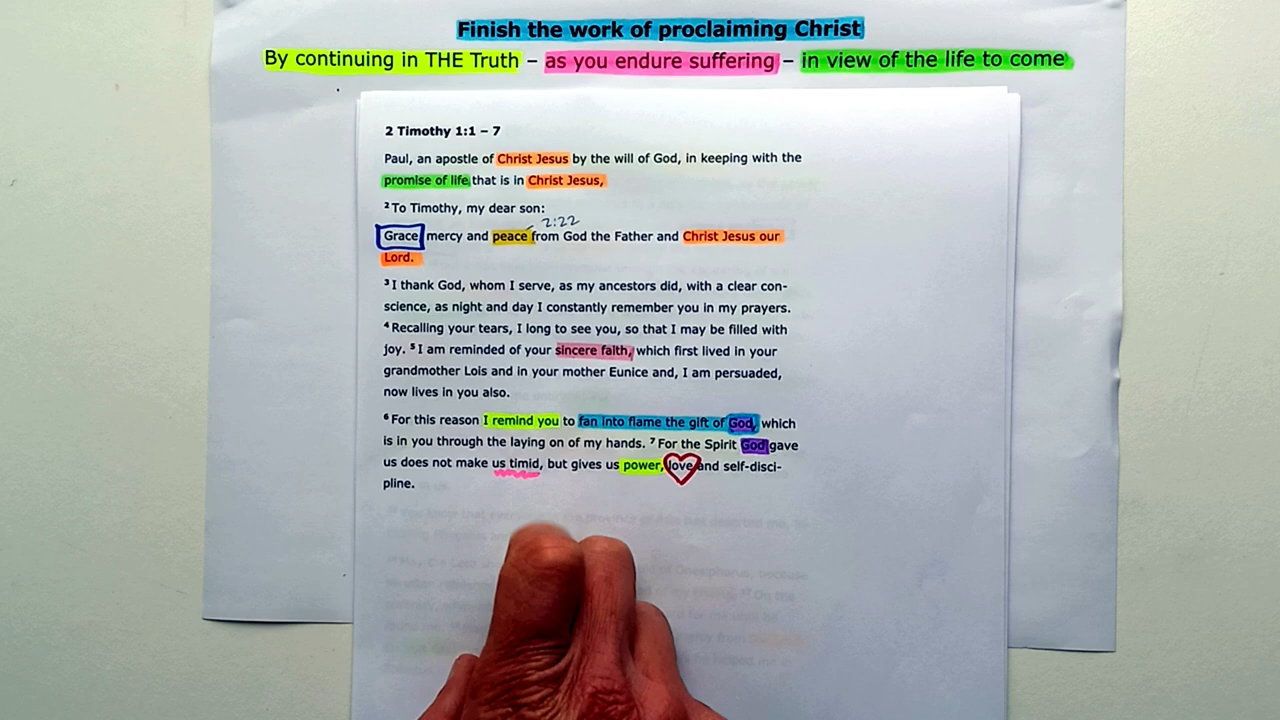 Finish the work of proclaiming Christ
By continuing in THE Truth – as you endure suffering – in view of the life to come
2 Timothy 1:1 – 7
Paul, an apostle of Christ Jesus by the will of God, in keeping with the
promise of life that is in Christ Jesus,
2 To Timothy, my dear son:
2:22
Grace mercy and peace from God the Father and Christ Jesus our
Lord.
3 I thank God, whom I serve, as my ancestors did, with a clear con-
science, as night and day I constantly remember you in my prayers.
4 Recalling your tears, I long to see you, so that I may be filled with
joy. 5 I am reminded of your sincere faith, which first lived in your
grandmother Lois and in your mother Eunice and, I am persuaded,
now lives in you also.
6 For this reason I remind you to fan into flame the gift of God, which
is in you through the laying on of my hands. 7 For the Spirit God gave
us does not make us timid, but gives us power, love and self-disci-
pline.